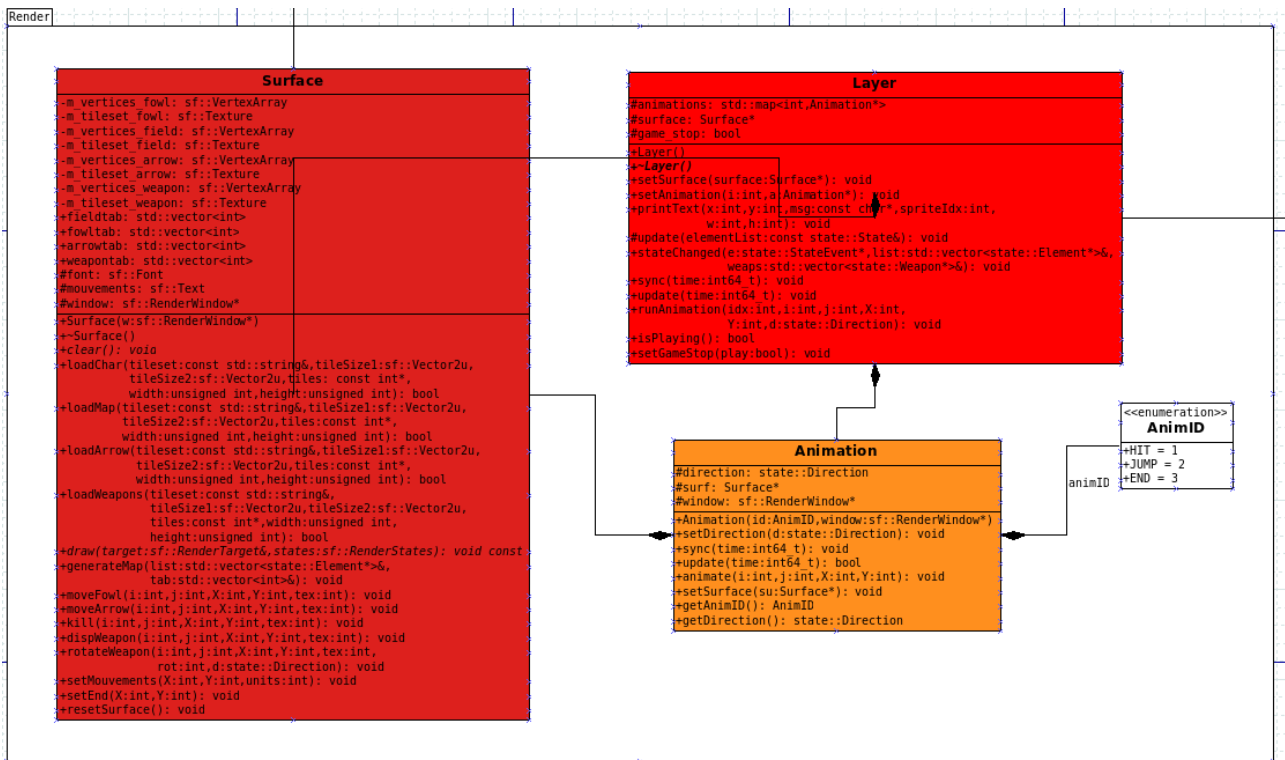 Render
Surface
-m_vertices_fowl: sf::VertexArray
-m_tileset_fowl: sf::Texture
-m_vertices_field: sf::VertexArray
-m_tileset_field: sf::Texture
-m_vertices_arrow: sf::VertexArray
-m_tileset_arrow: sf::Texture
-m_vertices_weapon: sf::VertexArray
-m_tileset_weapon: sf::Texture
+fieldtab: std::vector<int>
+fowltab: std::vector<int>
+arrowtab: std::vector<int>
+weapontab: std::vector<int>
#font: sf::Font
#mouvements: sf::Text
#window: sf::RenderWindow*
+Surface(w:sf::RenderWindow*)
+~Surface()
+clear(): void
+loadChar(tileset:const std::string&,tileSize1:sf::Vector2u,
tileSize2:sf::Vector2u,tiles: const int*,
width:unsigned int,height:unsigned int): bool
+loadMap(tileset:const std::string&,tileSize1:sf::Vector2u,
tileSize2:sf::Vector2u,tiles:const int*,
width:unsigned int,height:unsigned int): bool
+loadArrow(tileset:const std::string&,tileSize1:sf::Vector2u,
tileSize2:sf::Vector2u,tiles:const int*,
width:unsigned int,height:unsigned int): bool
+loadWeapons(tileset:const std::string&,
tileSize1:sf::Vector2u,tileSize2:sf::Vector2u,
tiles:const int*,width:unsigned int,
height:unsigned int): bool
+draw(target:sf::RenderTarget&,states:sf::RenderStates): void const
+generateMap(list:std::vector<state::Element*>&,
tab:std::vector<int>&): void
+moveFowl(i:int,j:int,X:int,Y:int,tex:int): void
+moveArrow(i:int,j:int,X:int,Y:int,tex:int): void
+kill(i:int,j:int,X:int,Y:int,tex:int): void
+dispWeapon(i:int,j:int,X:int,Y:int,tex:int): void
+rotateWeapon(i:int,j:int,X:int,Y:int,tex:int,
rot:int,d:state::Direction): void
+setMouvements(X:int,Y:int,units:int): void
+setEnd(X:int,Y:int): void
+resetSurface(): void
Layer
#animations: std::map<int,Animation*>
#surface: Surface*
#game_stop: bool
+Layer()
+~Layer()
+setSurface(surface:Surface*): void
+setAnimation(i:int,a:Animation*): void
+printText(x:int,y:int,msg:const char*,spriteIdx:int,
w:int,h:int): void
#update(elementList:const state::State&): void
+stateChanged(e:state::StateEvent*,list:std::vector<state::Element*>&,
weaps:std::vector<state::Weapon*>&): void
+sync(time:int64_t): void
+update(time:int64_t): void
+runAnimation(idx:int,i:int,j:int,X:int,
Y:int,d:state::Direction): void
+isPlaying(): bool
+setGameStop(play:bool): void
Animation
#direction: state::Direction
#surf: Surface*
#window: sf::RenderWindow*
+Animation(id:AnimID,window:sf::RenderWindow*)
+setDirection(d:state::Direction): void
+sync(time:int64_t): void
+update(time:int64_t): bool
+animate(i:int,j:int,X:int,Y:int): void
+setSurface(su:Surface*): void
+getAnimID(): AnimID
+getDirection(): state::Direction
animID
<<enumeration>>
AnimID
+HIT = 1
+JUMP = 2
+END = 3